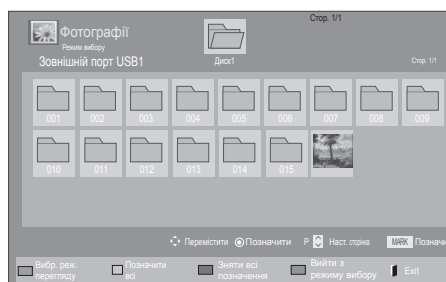 Стор. 1/1
Фотографії
Режим вибору
Зовнішній порт USB1
Диск1
Стор. 1/1
001 002 003 004 005 006 007 008 009
010 011 012 013 014 015
Перемістити Позначити P Наст. сторінка MARK Познач
Вибр. реж. перегляду
Позначити всі
Зняти всі позначення
Вийти з режиму вибору
Exit